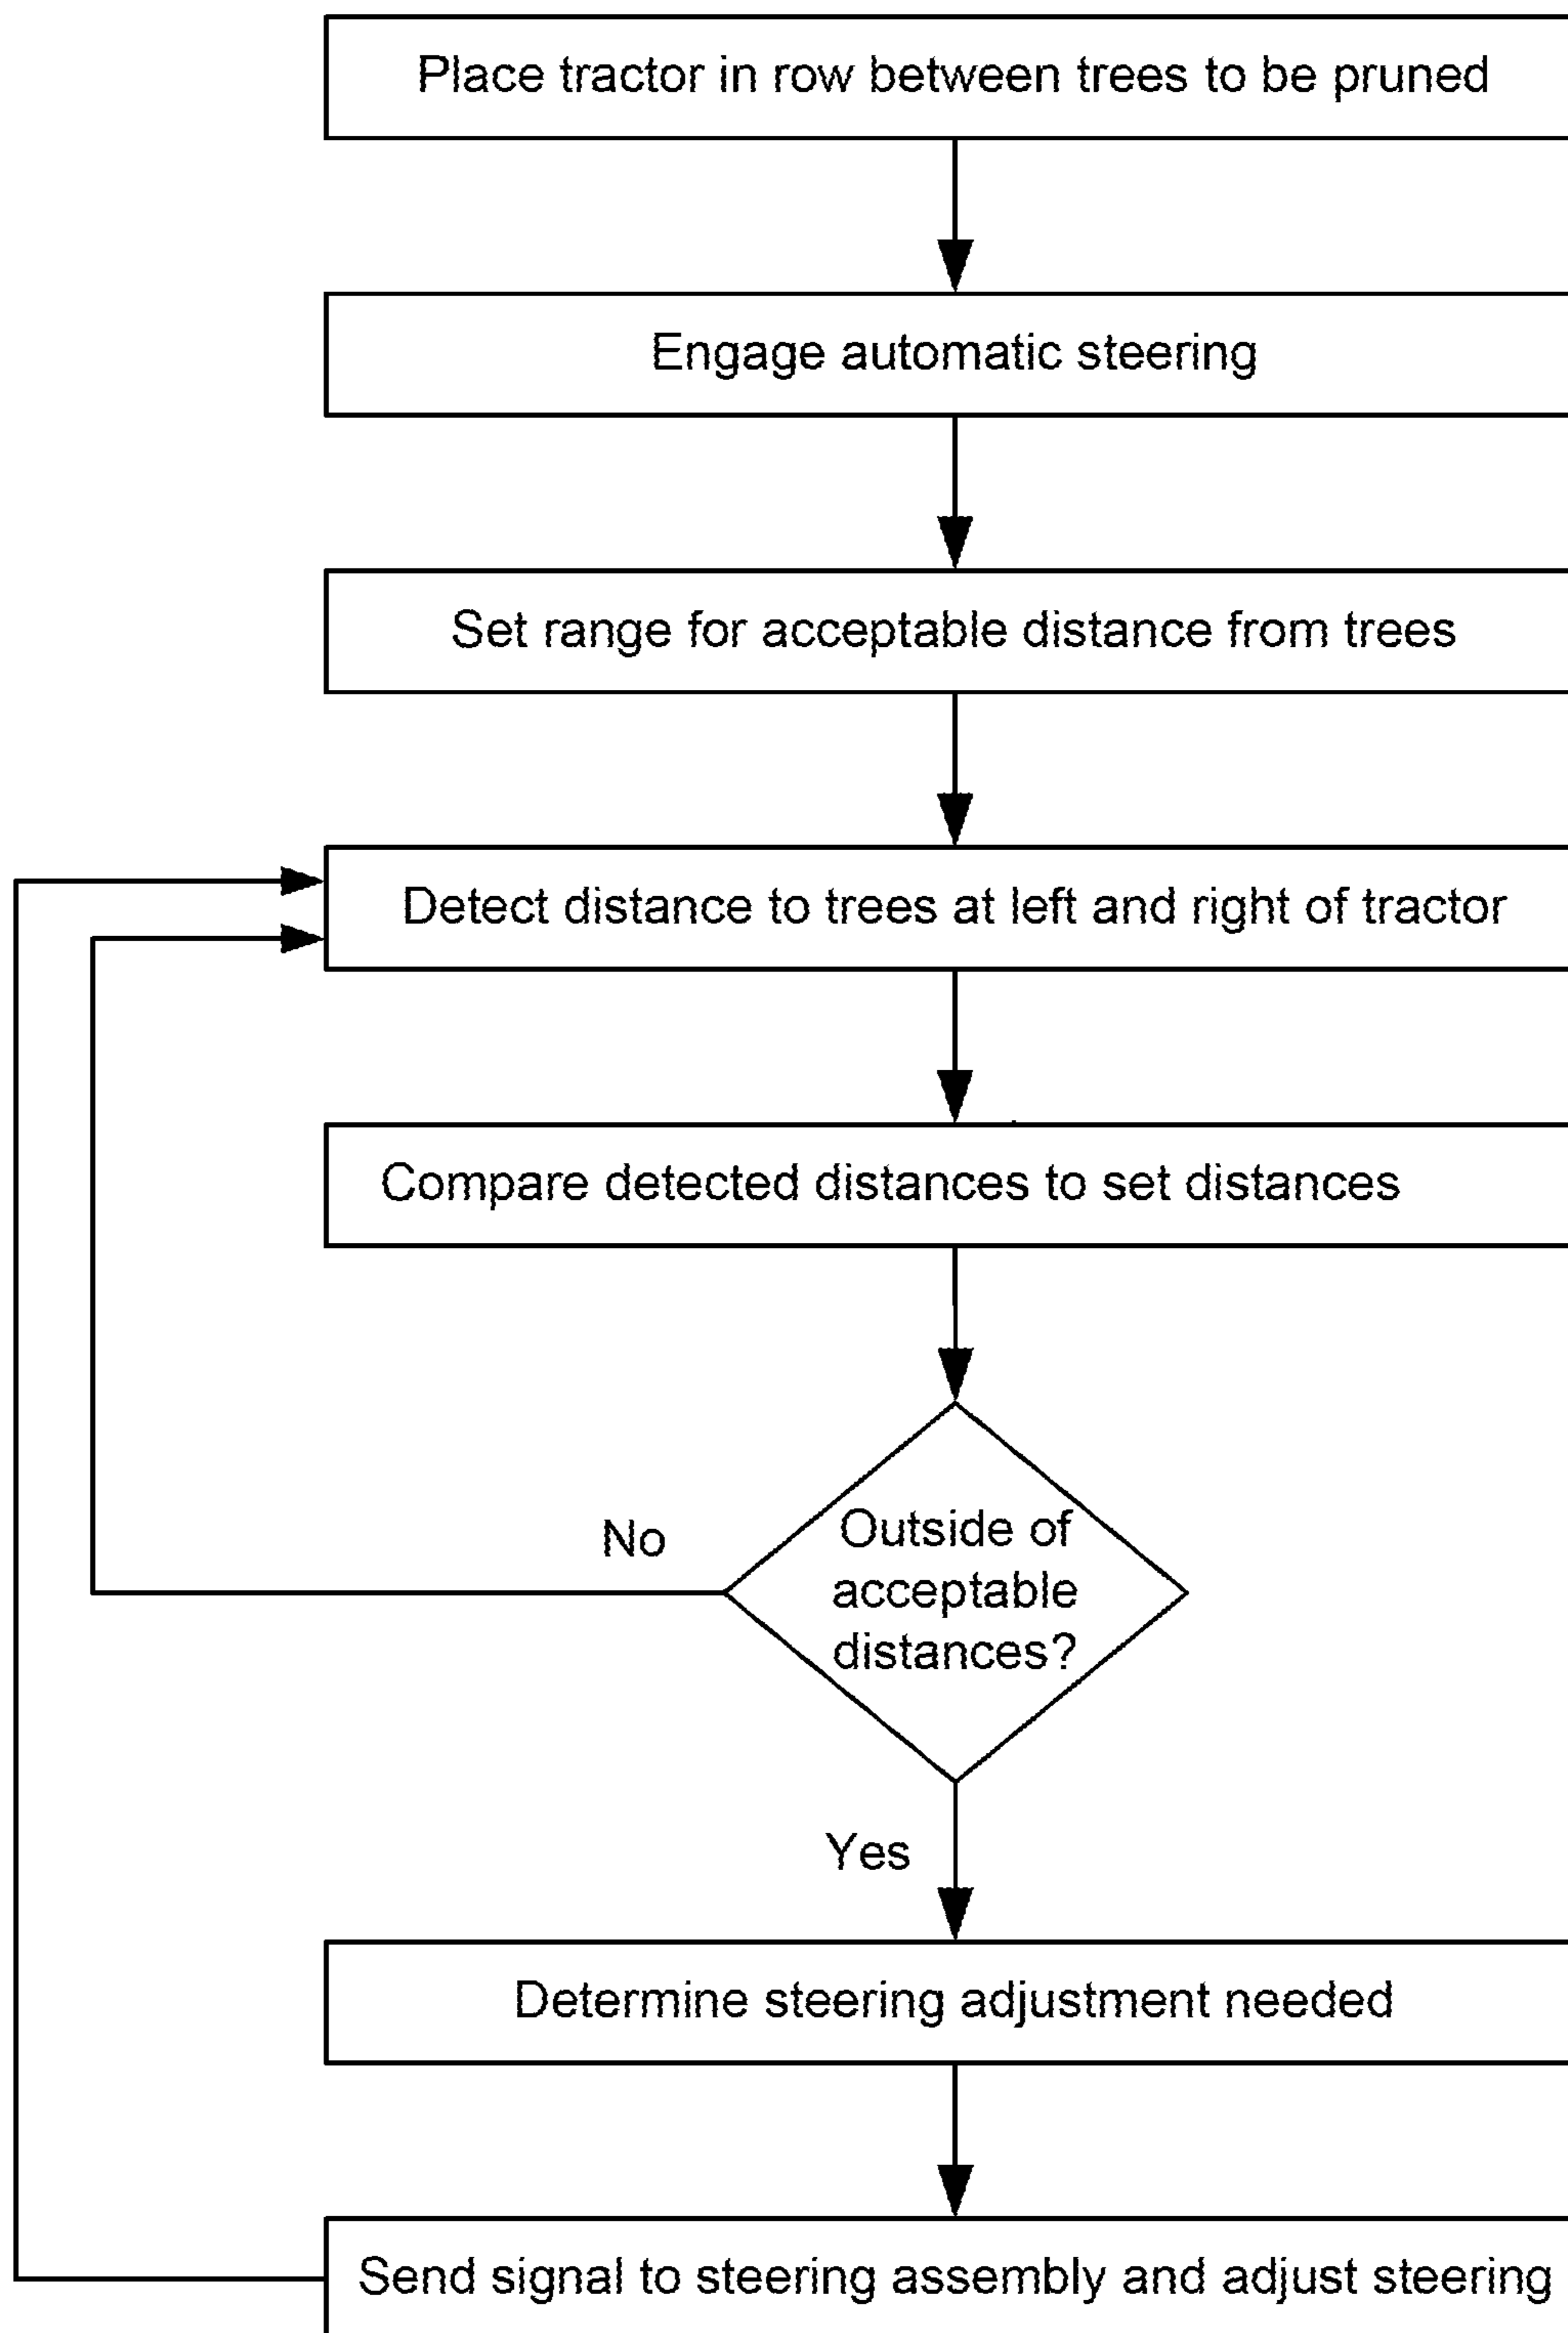 Place tractor in row between trees to be pruned
Engage automatic steering
Set range for acceptable distance from trees
Detect distance to trees at left and right of tractor
Compare detected distances to set distances
No
Outside of
acceptable
distances?
Yes
Determine steering adjustment needed
Send signal to steering assembly and adjust steering